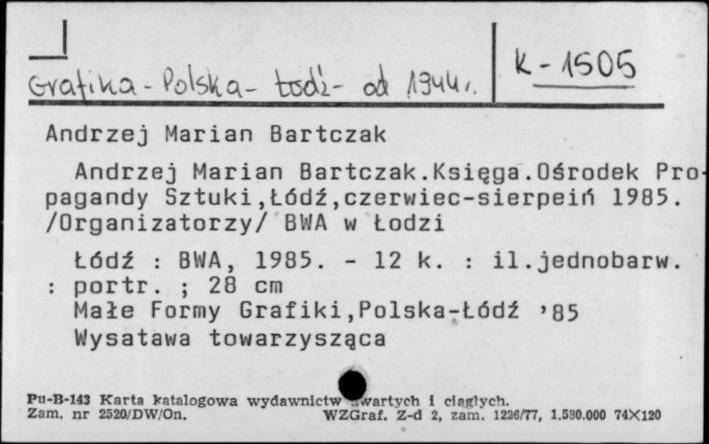 Grafika - Polska - Łódź - od 1944 r.
K - 1505
Andrzej Marian Bartczak
Andrzej Marian Bartczak.Księga.Ośrodek Pro-
pagandy Sztuki,Łódź,czerwiec-sierpeiń 1985.
/Organizatorzy/ BWA w Łodzi
Łódź : BWA, 1985. - 12 k. : il.jednobarw.
: portr. ; 28 cm
Małe Formy Grafiki,Polska-Łódź '85
Wysatawa towarzysząca
Pu-B-143 Karta katalogowa wydawnictw zwartych i ciągłych.
Zam. nr 2520/DW/On. WZGraf. Z-d 2, zam. 1226/77, 1.580.000 74×120